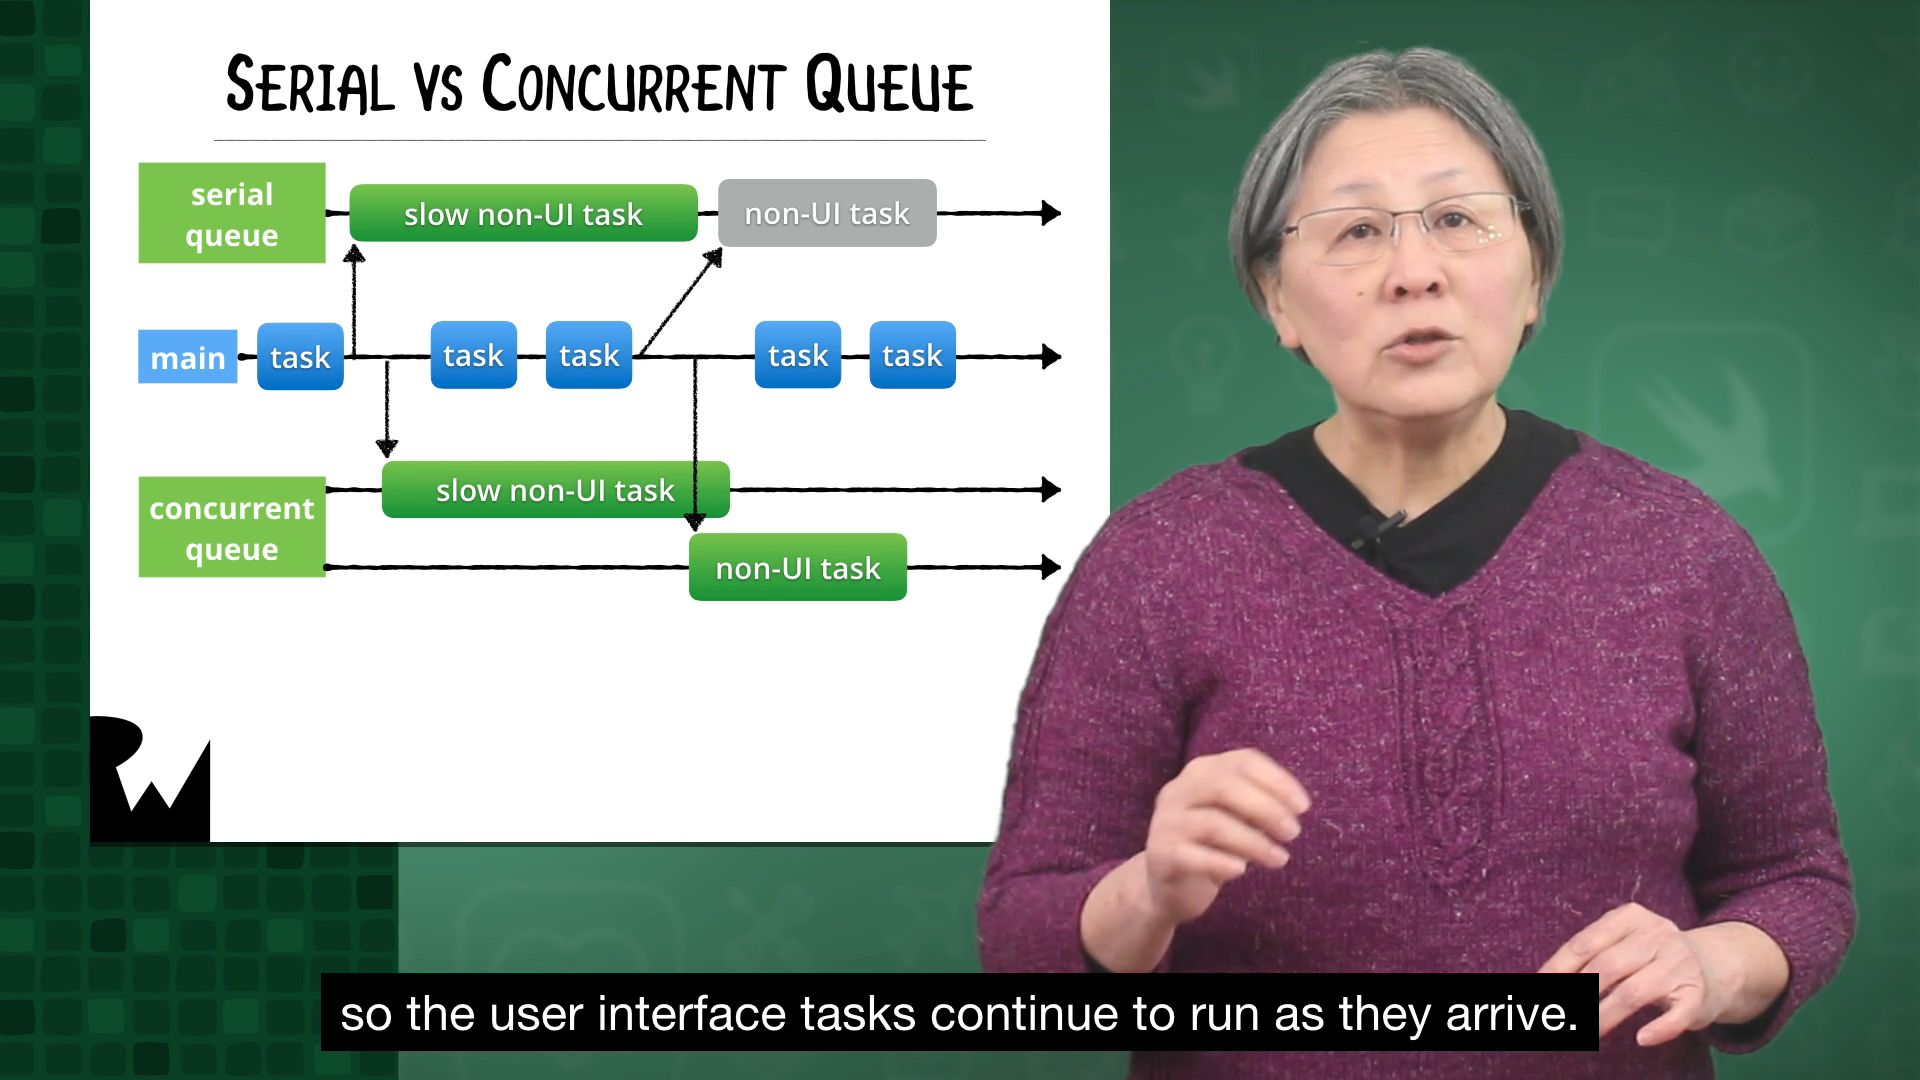 SERIAL VS CONCURRENT QUEUE
serial
queue
slow non-UI task
non-UI task
main
task
task
task
task
task
concurrent
queue
slow non-UI task
non-UI task
RW
so the user interface tasks continue to run as they arrive.